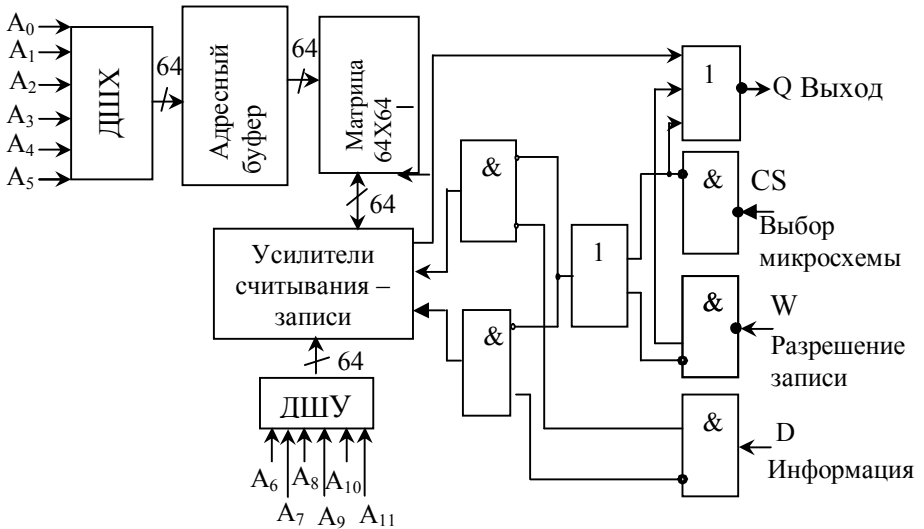 A₀
A₁
A₂
A₃
A₄
A₅
ДШХ
64
Адресный
буфер
64
Матрица
64Х64
64
Усилители
считывания –
записи
64
ДШУ
A₆
A₇
A₈
A₉
A₁₀
A₁₁
&
&
1
1
Q Выход
&
CS
Выбор
микросхемы
&
W
Разрешение
записи
&
D
Информация